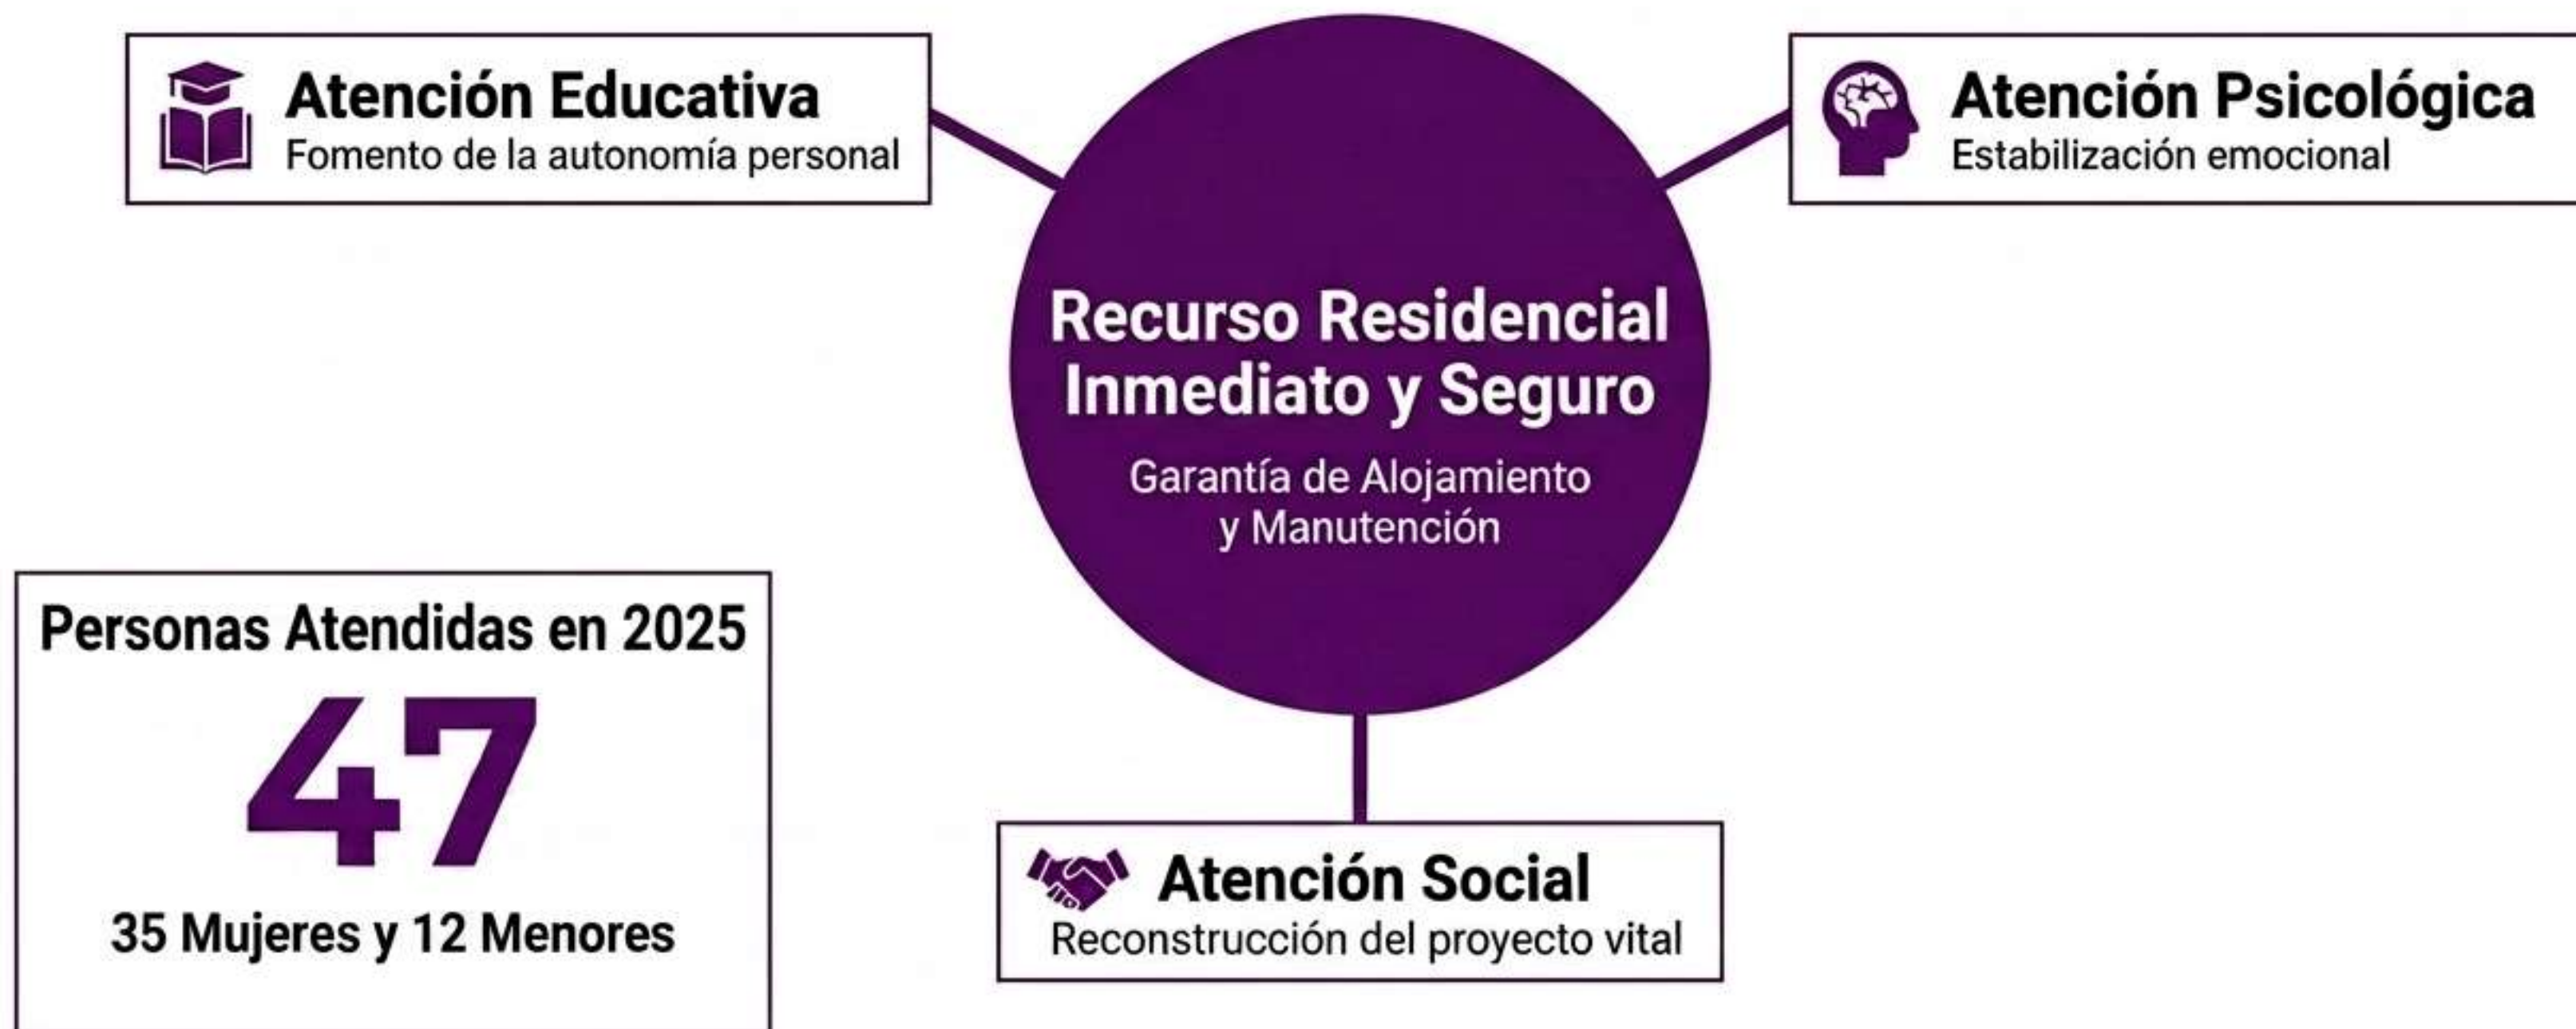 Atención Educativa
Fomento de la autonomía personal
Atención Psicológica
Estabilización emocional
Recurso Residencial
Inmediato y Seguro
Garantía de Alojamiento
y Manutención
Personas Atendidas en 2025
47
35 Mujeres y 12 Menores
Atención Social
Reconstrucción del proyecto vital